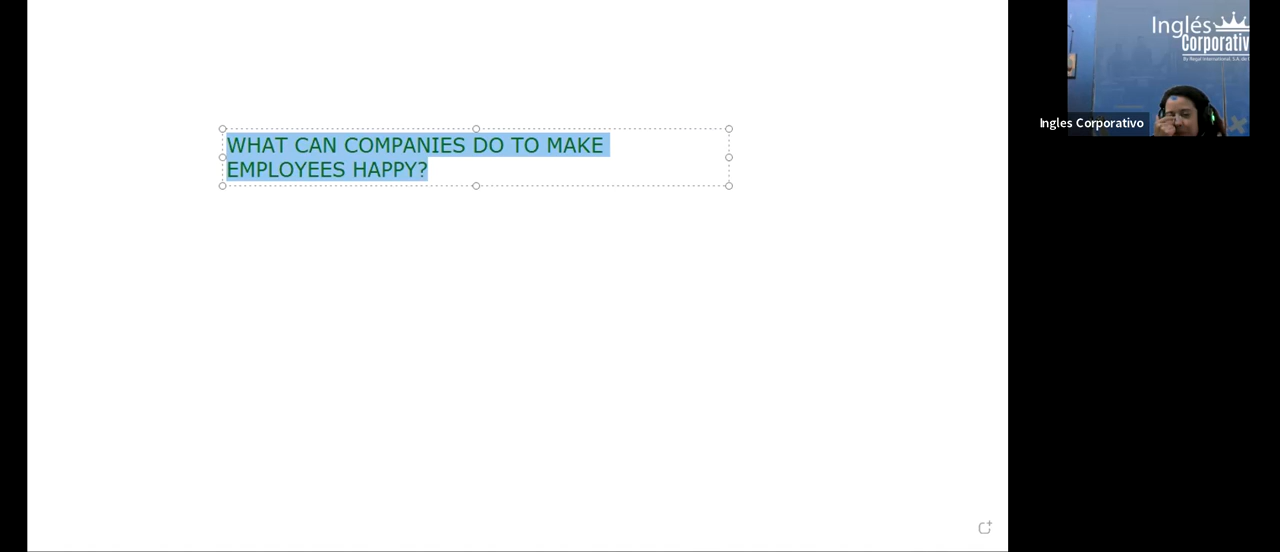 WHAT CAN COMPANIES DO TO MAKE
EMPLOYEES HAPPY?
Inglés
Corporativ
Ingles Corporativo